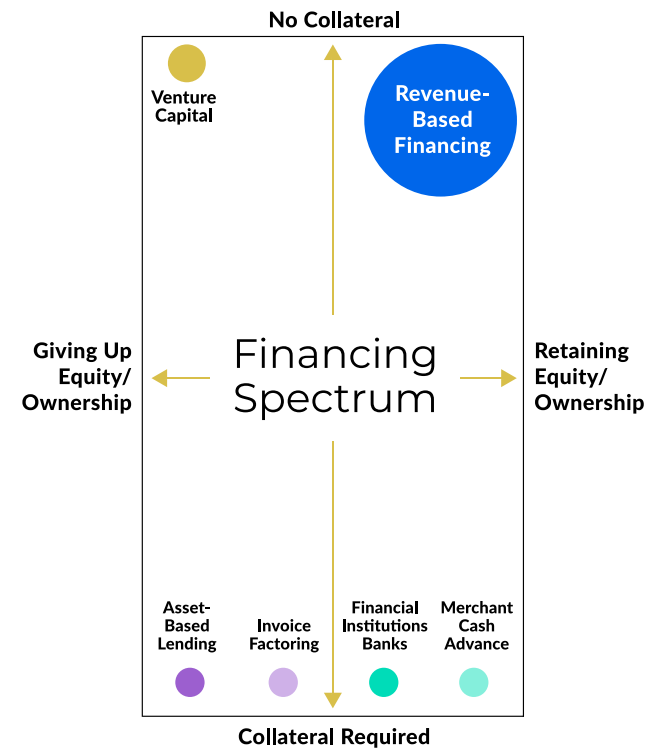 No Collateral
Venture
Capital
Revenue-
Based
Financing
Giving Up
Equity/
Ownership
Financing
Spectrum
Retaining
Equity/
Ownership
Asset-
Based
Lending
Invoice
Factoring
Financial
Institutions
Banks
Merchant
Cash
Advance
Collateral Required